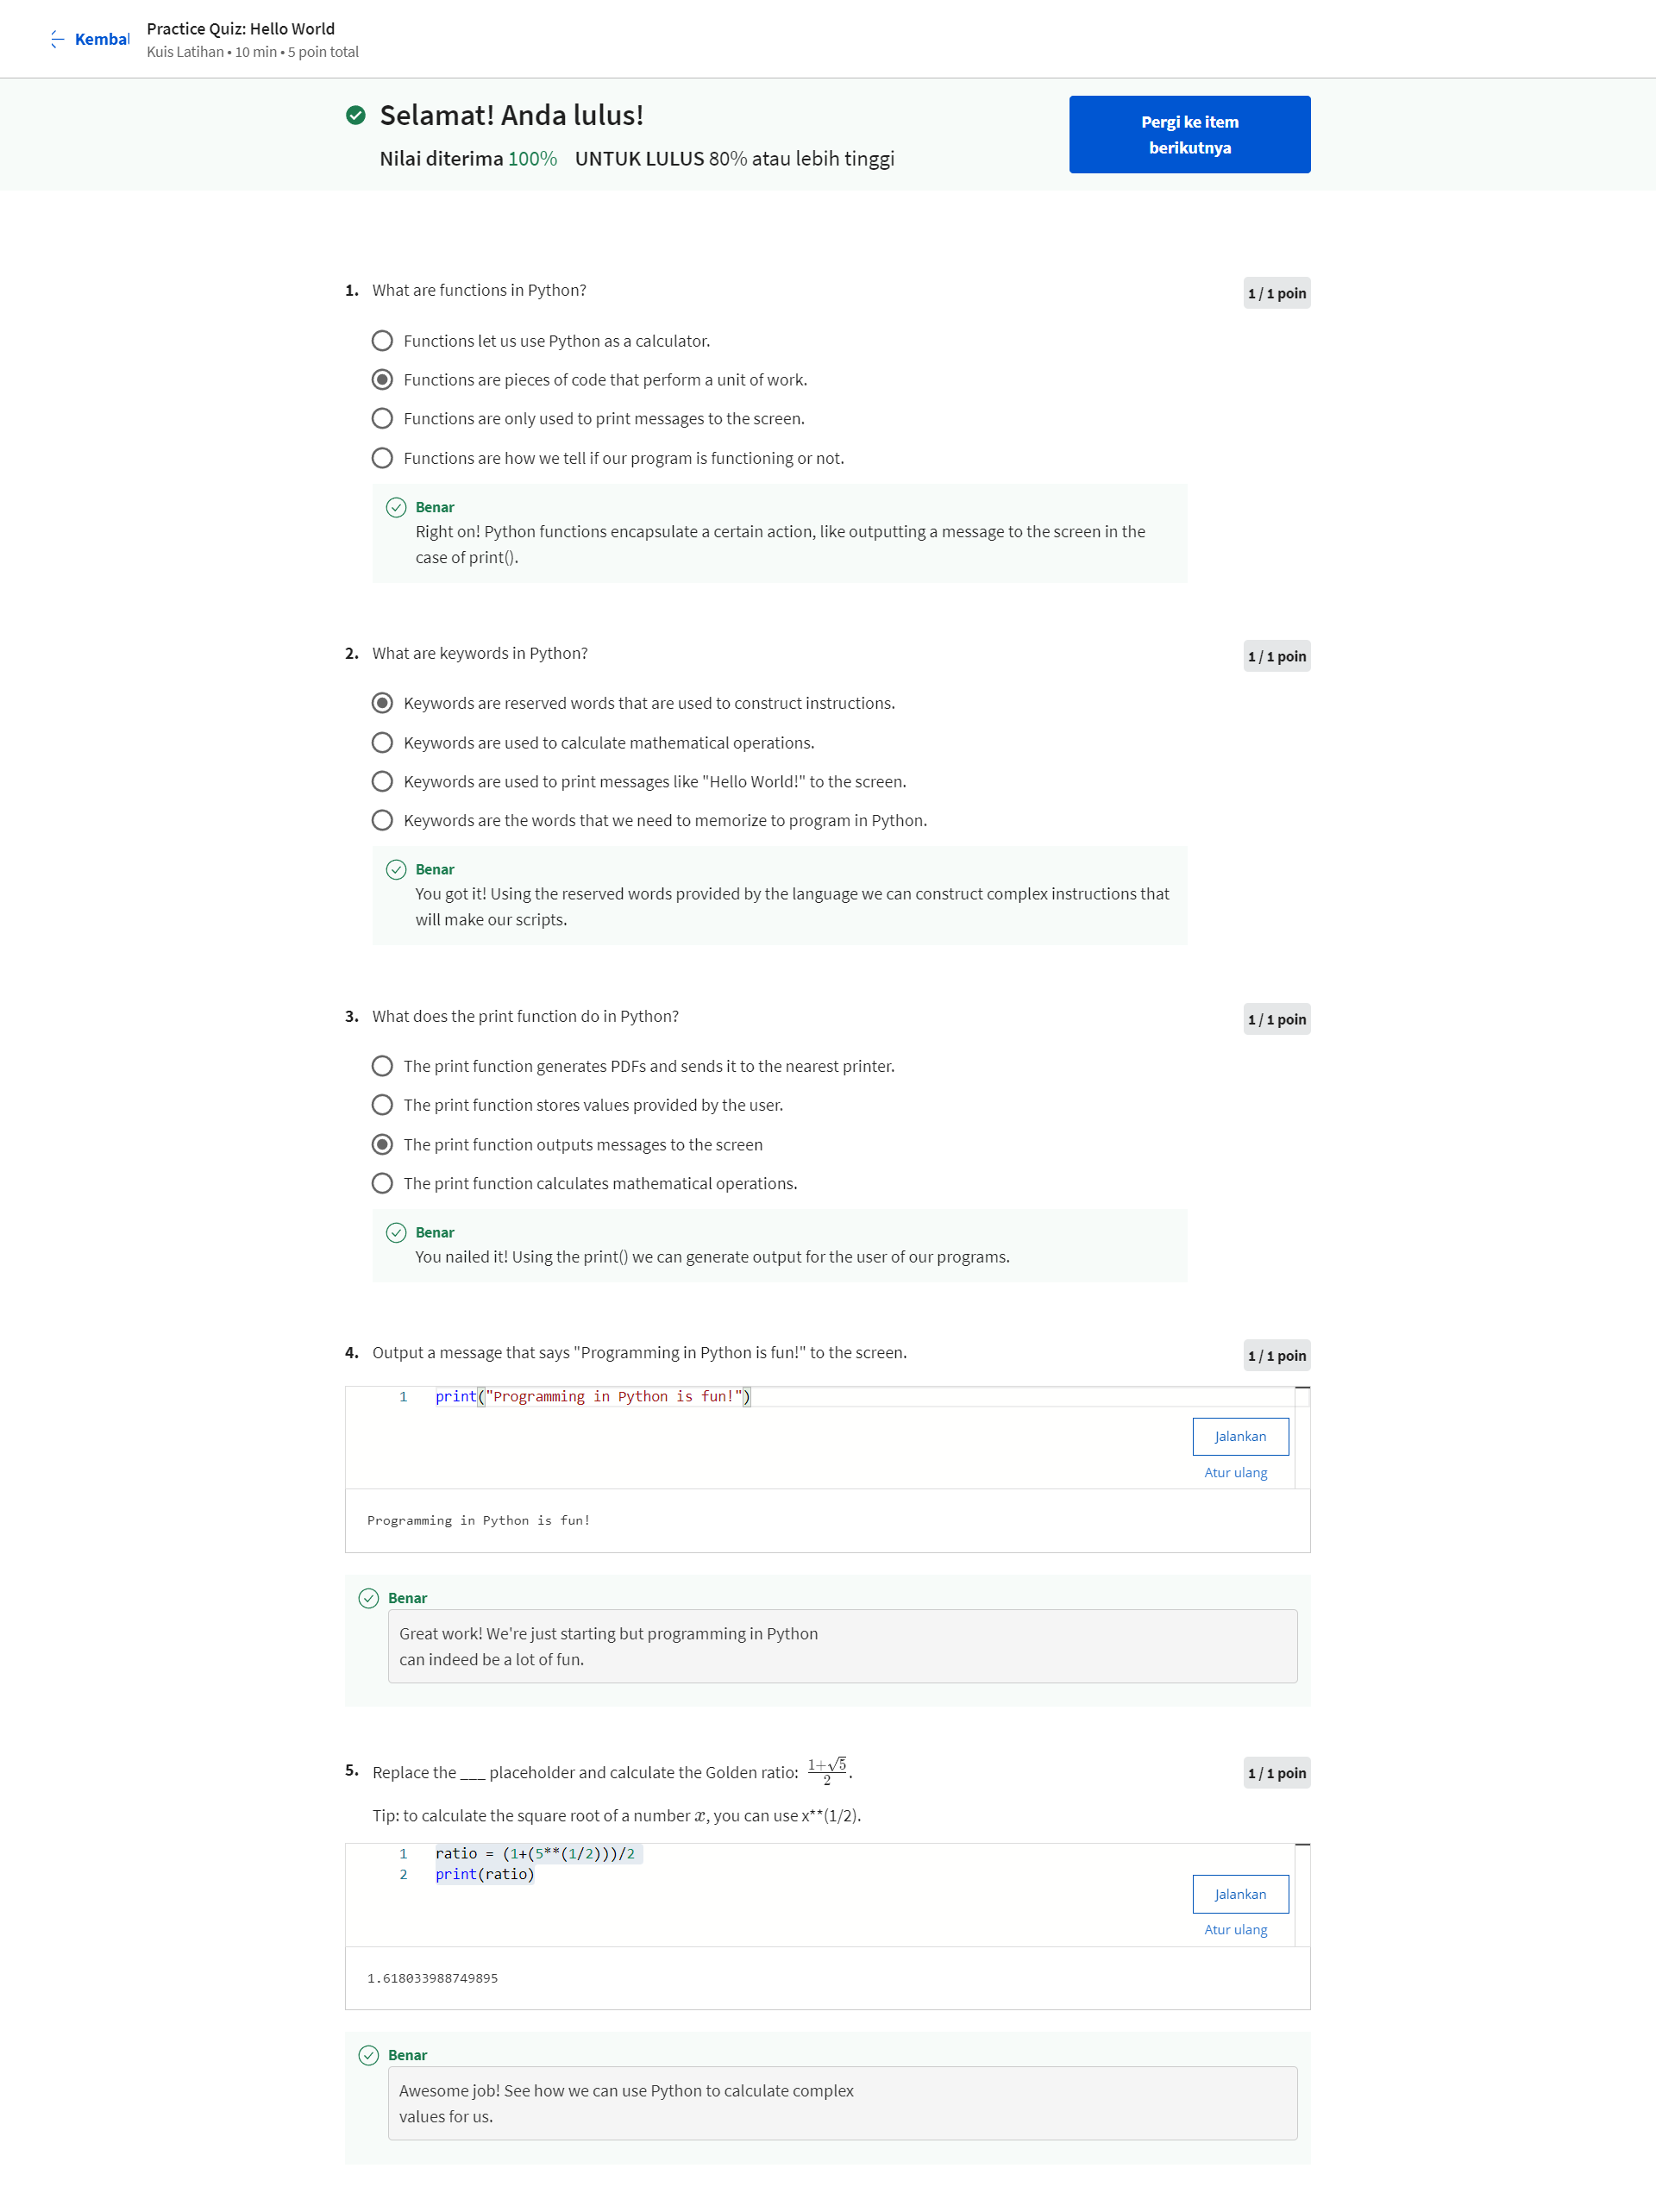 Kembal
Practice Quiz: Hello World
Kuis Latihan • 10 min • 5 poin total
Selamat! Anda lulus!
Nilai diterima 100% UNTUK LULUS 80% atau lebih tinggi
Pergi ke item
berikutnya
1. What are functions in Python?
1 / 1 poin
Functions let us use Python as a calculator.
Functions are pieces of code that perform a unit of work.
Functions are only used to print messages to the screen.
Functions are how we tell if our program is functioning or not.
Benar
Right on! Python functions encapsulate a certain action, like outputting a message to the screen in the
case of print().
2. What are keywords in Python?
1 / 1 poin
Keywords are reserved words that are used to construct instructions.
Keywords are used to calculate mathematical operations.
Keywords are used to print messages like "Hello World!" to the screen.
Keywords are the words that we need to memorize to program in Python.
Benar
You got it! Using the reserved words provided by the language we can construct complex instructions that
will make our scripts.
3. What does the print function do in Python?
1 / 1 poin
The print function generates PDFs and sends it to the nearest printer.
The print function stores values provided by the user.
The print function outputs messages to the screen
The print function calculates mathematical operations.
Benar
You nailed it! Using the print() we can generate output for the user of our programs.
4. Output a message that says "Programming in Python is fun!" to the screen.
1 / 1 poin
1 print("Programming in Python is fun!")
Jalankan
Atur ulang
Programming in Python is fun!
Benar
Great work! We're just starting but programming in Python
can indeed be a lot of fun.
5. Replace the ___ placeholder and calculate the Golden ratio: (1+√5)/2.
1 / 1 poin
Tip: to calculate the square root of a number x, you can use x**(1/2).
1 ratio = (1+(5**(1/2)))/2
2 print(ratio)
Jalankan
Atur ulang
1.618033988749895
Benar
Awesome job! See how we can use Python to calculate complex
values for us.